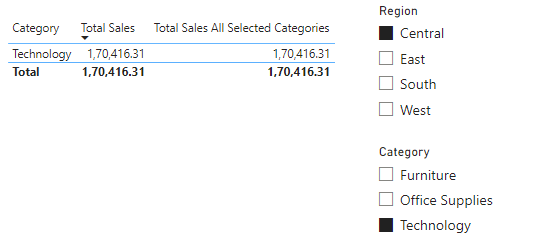 Category Total Sales Total Sales All Selected Categories
Technology 1,70,416.31 1,70,416.31
Total 1,70,416.31 1,70,416.31
Region
Central
East
South
West
Category
Furniture
Office Supplies
Technology